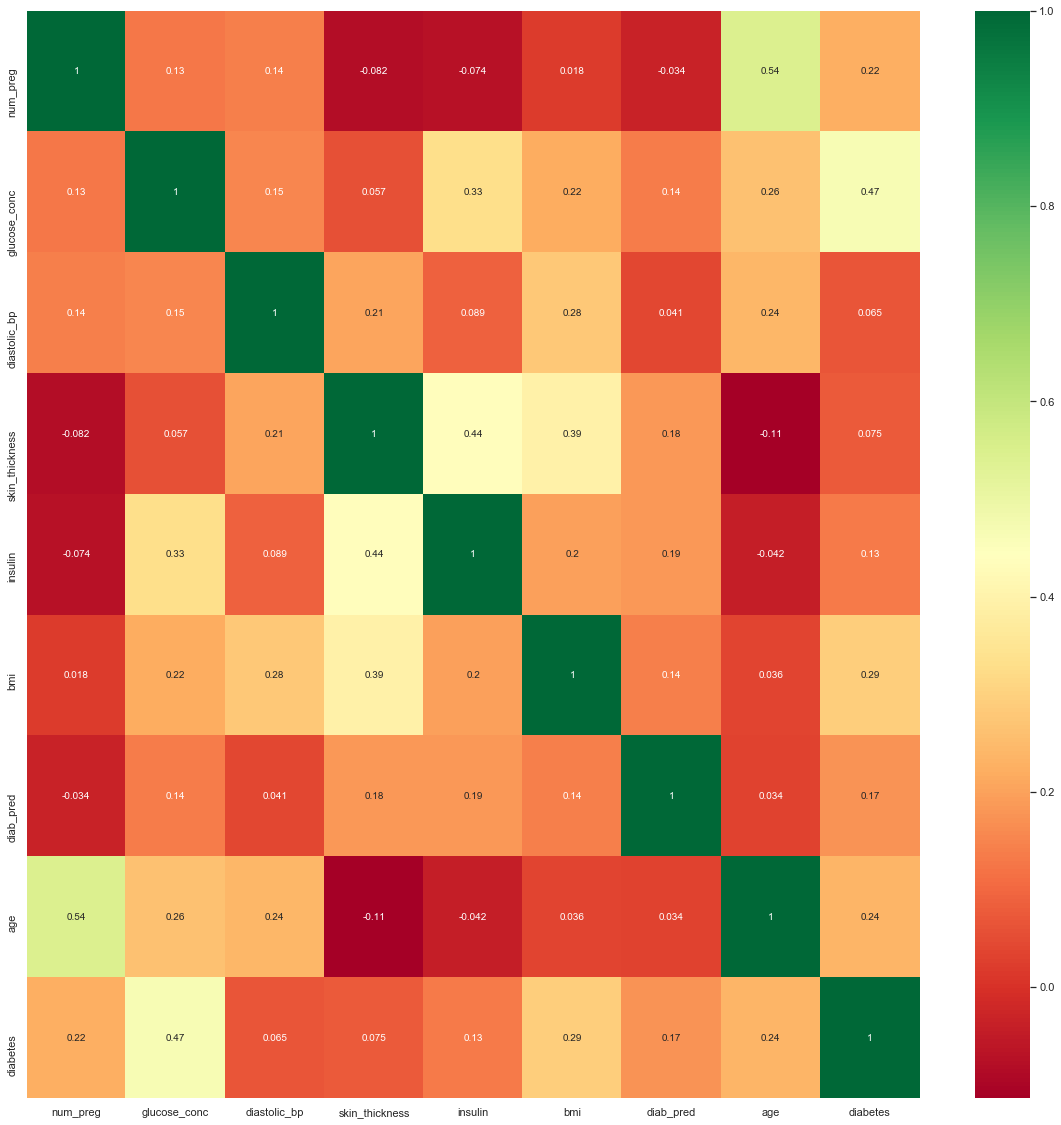 num_preg 1 0.13 0.14 -0.082 -0.074 0.018 -0.034 0.54 0.22
glucose_conc 0.13 1 0.15 0.057 0.33 0.22 0.14 0.26 0.47
diastolic_bp 0.14 0.15 1 0.21 0.089 0.28 0.041 0.24 0.065
skin_thickness -0.082 0.057 0.21 1 0.44 0.39 0.18 -0.11 0.075
insulin -0.074 0.33 0.089 0.44 1 0.2 0.19 -0.042 0.13
bmi 0.018 0.22 0.28 0.39 0.2 1 0.14 0.036 0.29
diab_pred -0.034 0.14 0.041 0.18 0.19 0.14 1 0.034 0.17
age 0.54 0.26 0.24 -0.11 -0.042 0.036 0.034 1 0.24
diabetes 0.22 0.47 0.065 0.075 0.13 0.29 0.17 0.24 1
num_preg glucose_conc diastolic_bp skin_thickness insulin bmi diab_pred age diabetes
1.0
0.8
0.6
0.4
0.2
0.0